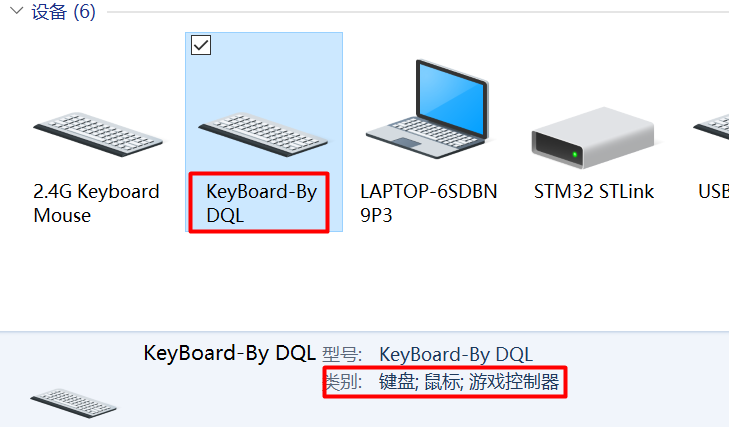 设备 (6)
2.4G Keyboard
Mouse
KeyBoard-By
DQL
LAPTOP-6SDBN
9P3
STM32 STLink
USB
KeyBoard-By DQL
型号: KeyBoard-By DQL
类别: 键盘; 鼠标; 游戏控制器